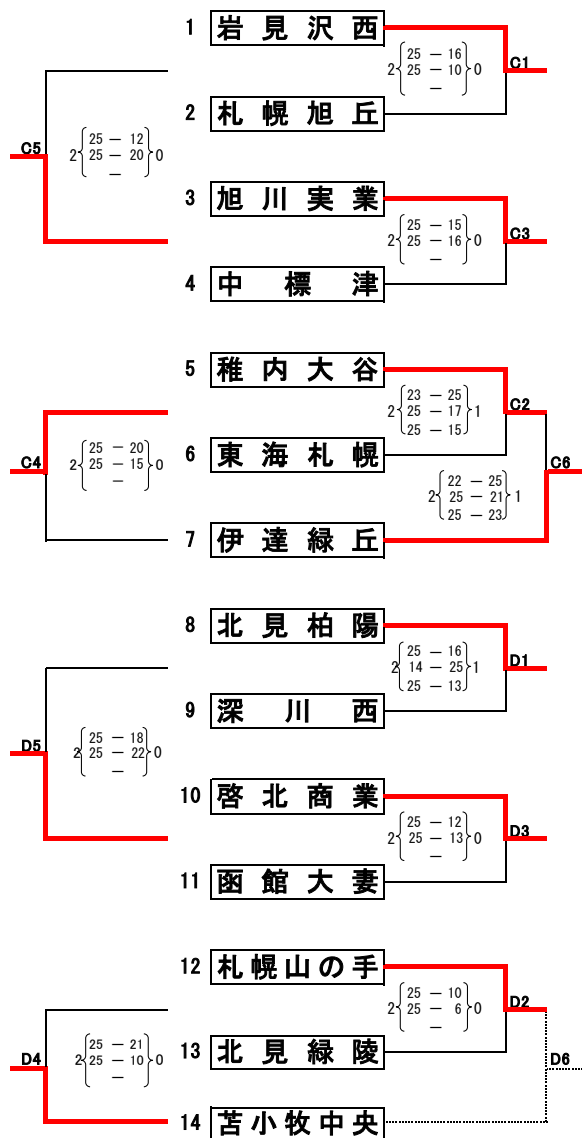 1 岩見沢西
25 — 16
2 25 — 10 0
—
C1
2 札幌旭丘
C5
25 — 12
2 25 — 20 0
—
3 旭川実業
25 — 15
2 25 — 16 0
—
C3
4 中標津
5 稚内大谷
23 — 25
2 25 — 17 1
25 — 15
C2
C4
25 — 20
2 25 — 15 0
—
6 東海札幌
C6
22 — 25
2 25 — 21 1
25 — 23
7 伊達緑丘
8 北見柏陽
25 — 16
2 14 — 25 1
25 — 13
D1
9 深川西
D5
25 — 18
2 25 — 22 0
—
10 啓北商業
25 — 12
2 25 — 13 0
—
D3
11 函館大妻
12 札幌山の手
25 — 10
2 25 — 6 0
—
D2
13 北見緑陵
D4
25 — 21
2 25 — 10 0
—
D6
14 苫小牧中央